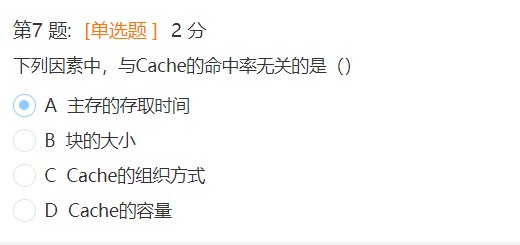 第7 题: [单选题 ] 2 分
下列因素中，与Cache的命中率无关的是（）
A 主存的存取时间
B 块的大小
C Cache的组织方式
D Cache的容量